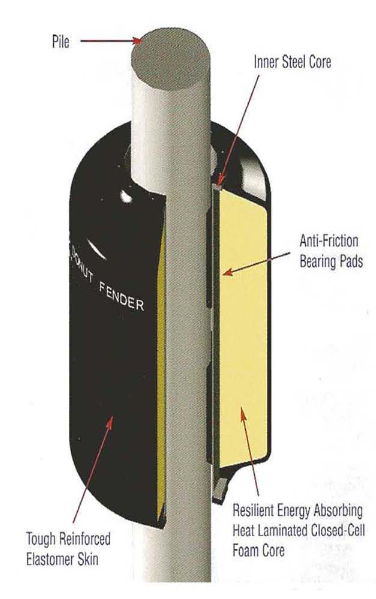 Pile
Inner Steel Core
Anti-Friction
Bearing Pads
DONUT FENDER
Resilient Energy Absorbing
Heat Laminated Closed-Cell
Foam Core
Tough Reinforced
Elastomer Skin